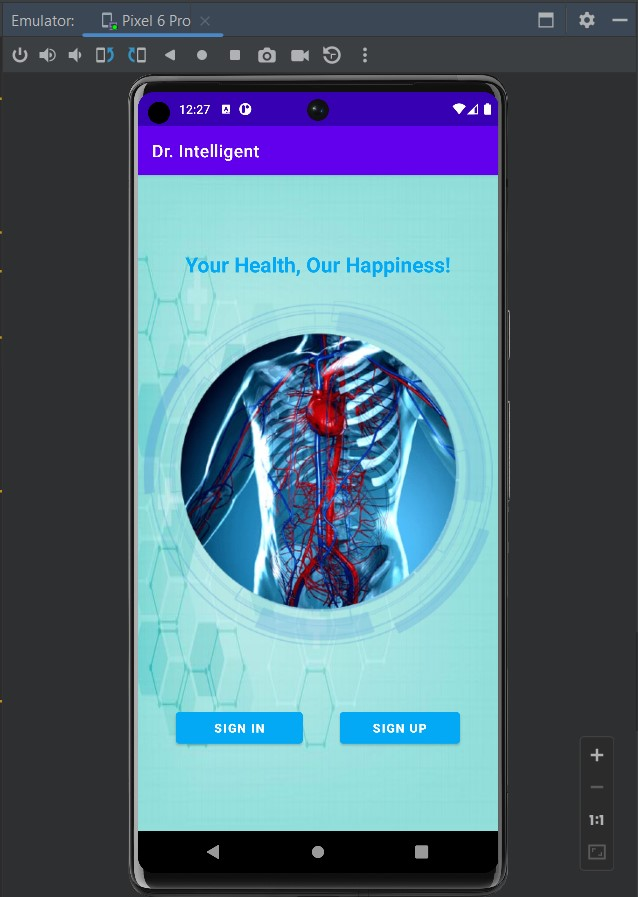 Emulator: Pixel 6 Pro
12:27
Dr. Intelligent
Your Health, Our Happiness!
SIGN IN SIGN UP
1:1